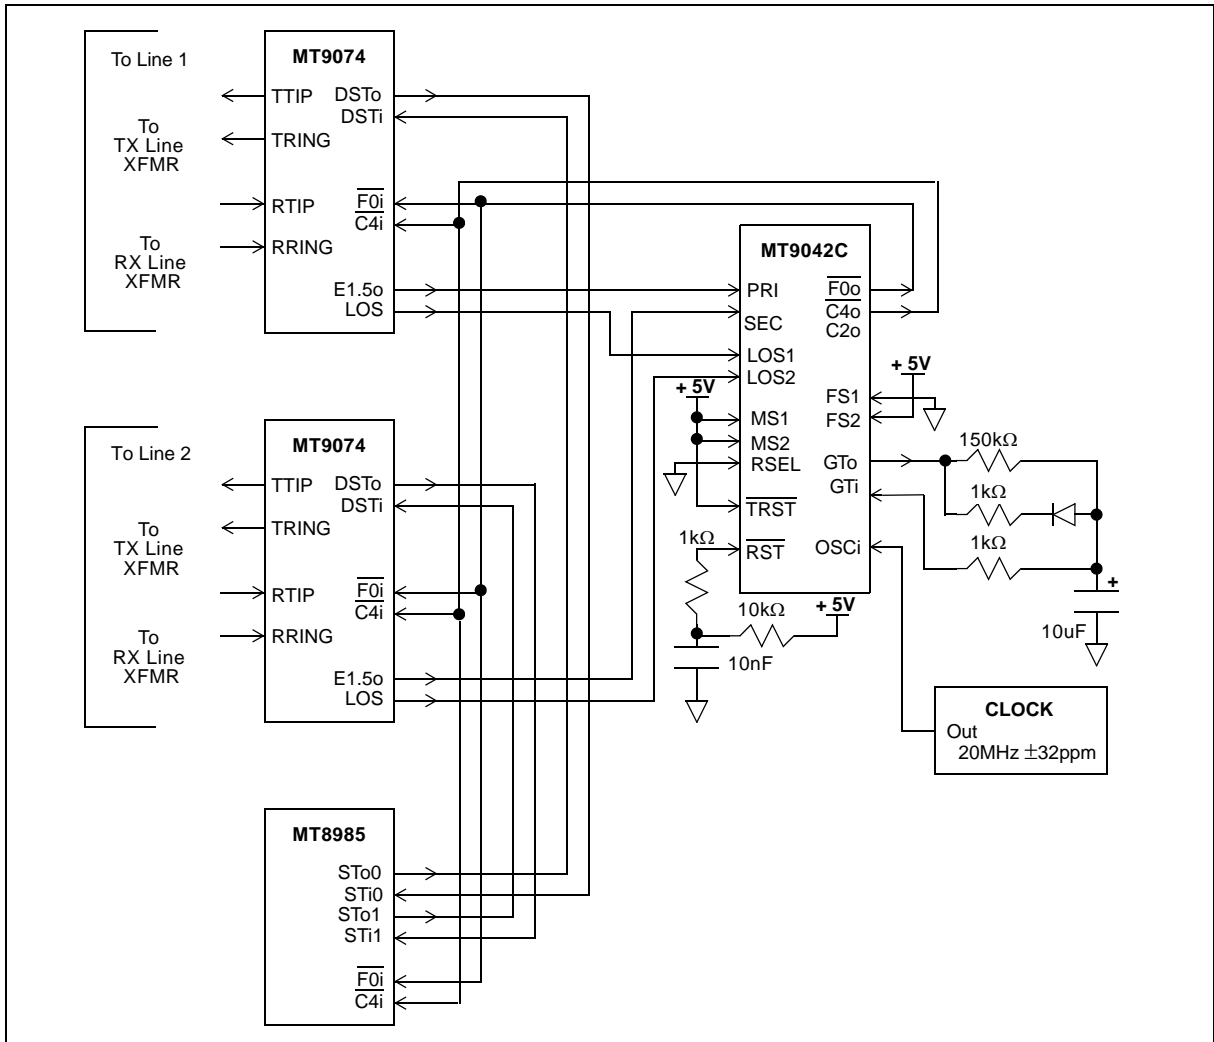 To Line 1
MT9074
TTIP
DSTo
DSTi
To
TX Line
XFMR
TRING
RTIP
F0i
C4i
To
RX Line
XFMR
RRING
E1.5o
LOS
MT9042C
PRI
SEC
LOS1
LOS2
F0o
C4o
C2o
+ 5V
MS1
MS2
RSEL
TRST
RST
+ 5V
FS1
FS2
GTo
GTi
OSCi
150kΩ
1kΩ
1kΩ
+
10uF
1kΩ
10kΩ
+ 5V
10nF
CLOCK
Out
20MHz ±32ppm
To Line 2
MT9074
TTIP
DSTo
DSTi
To
TX Line
XFMR
TRING
RTIP
F0i
C4i
To
RX Line
XFMR
RRING
E1.5o
LOS
MT8985
STo0
STi0
STo1
STi1
F0i
C4i